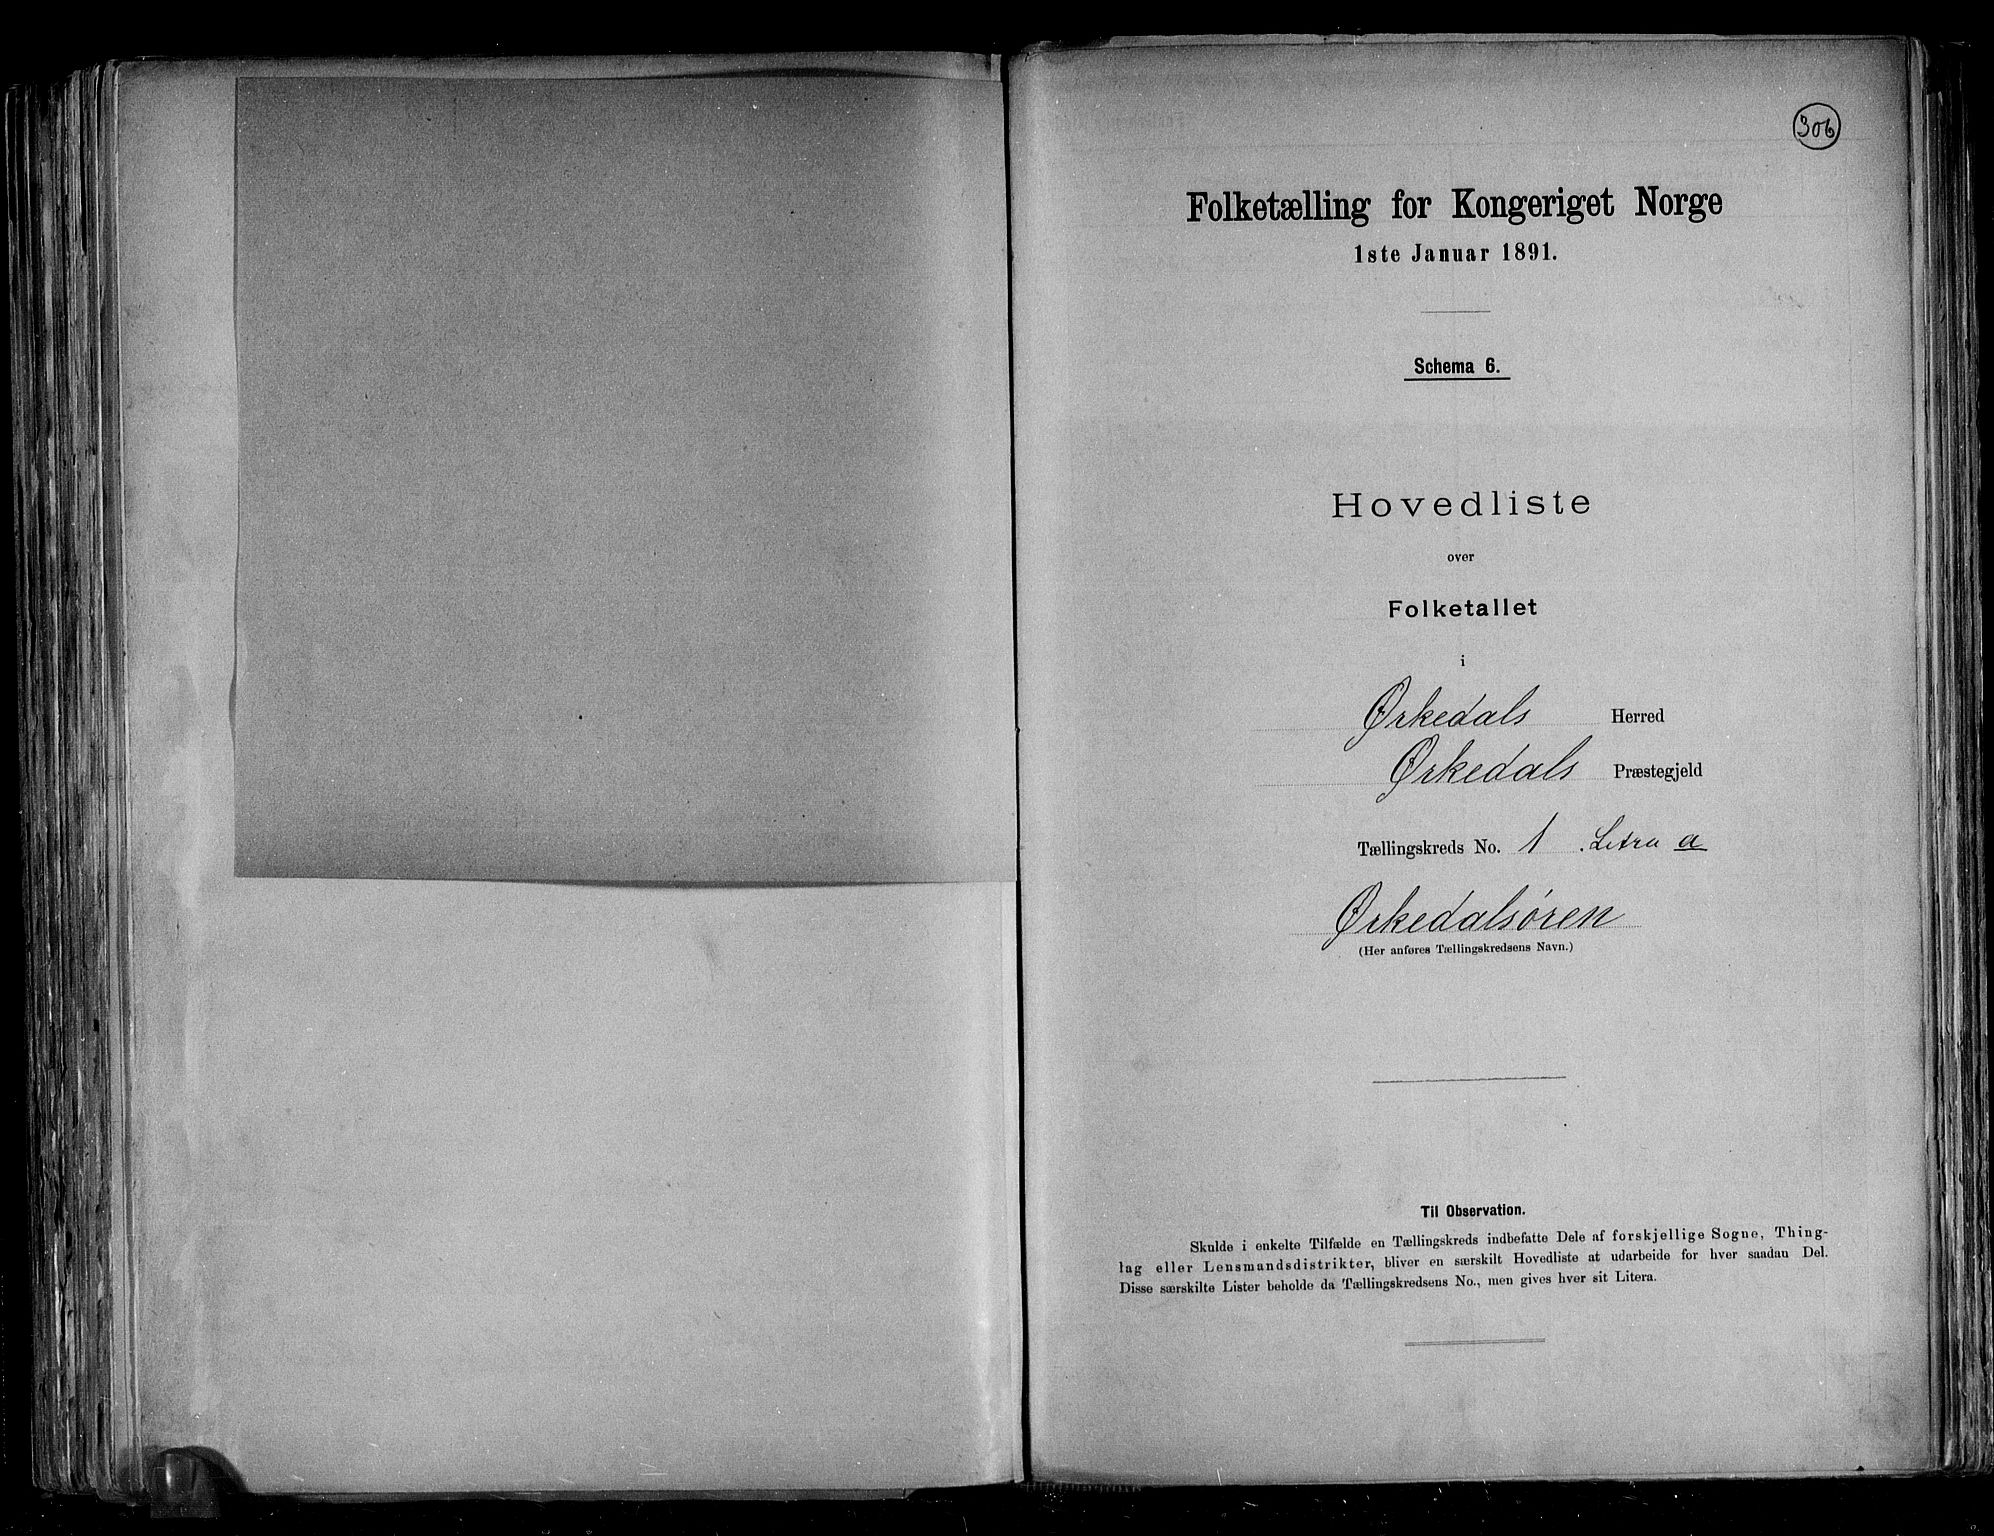 306
Folketælling for Kongeriget Norge
1ste Januar 1891.
Schema 6.
Hovedliste
over
Folketallet
i
Ørkedals Herred
Ørkedals Præstegjeld
Tællingskreds No. 1 . Litra a
Ørkedalsøren
(Her anføres Tællingskredsens Navn.)
Til Observation.
Skulde i enkelte Tilfælde en Tællingskreds indbefatte Dele af forskjellige Sogne, Thing-
lag eller Lensmandsdistrikter, bliver en særskilt Hovedliste at udarbeide for hver saadan Del.
Disse særskilte Lister beholde da Tællingskredsens No., men gives hver sit Litera.